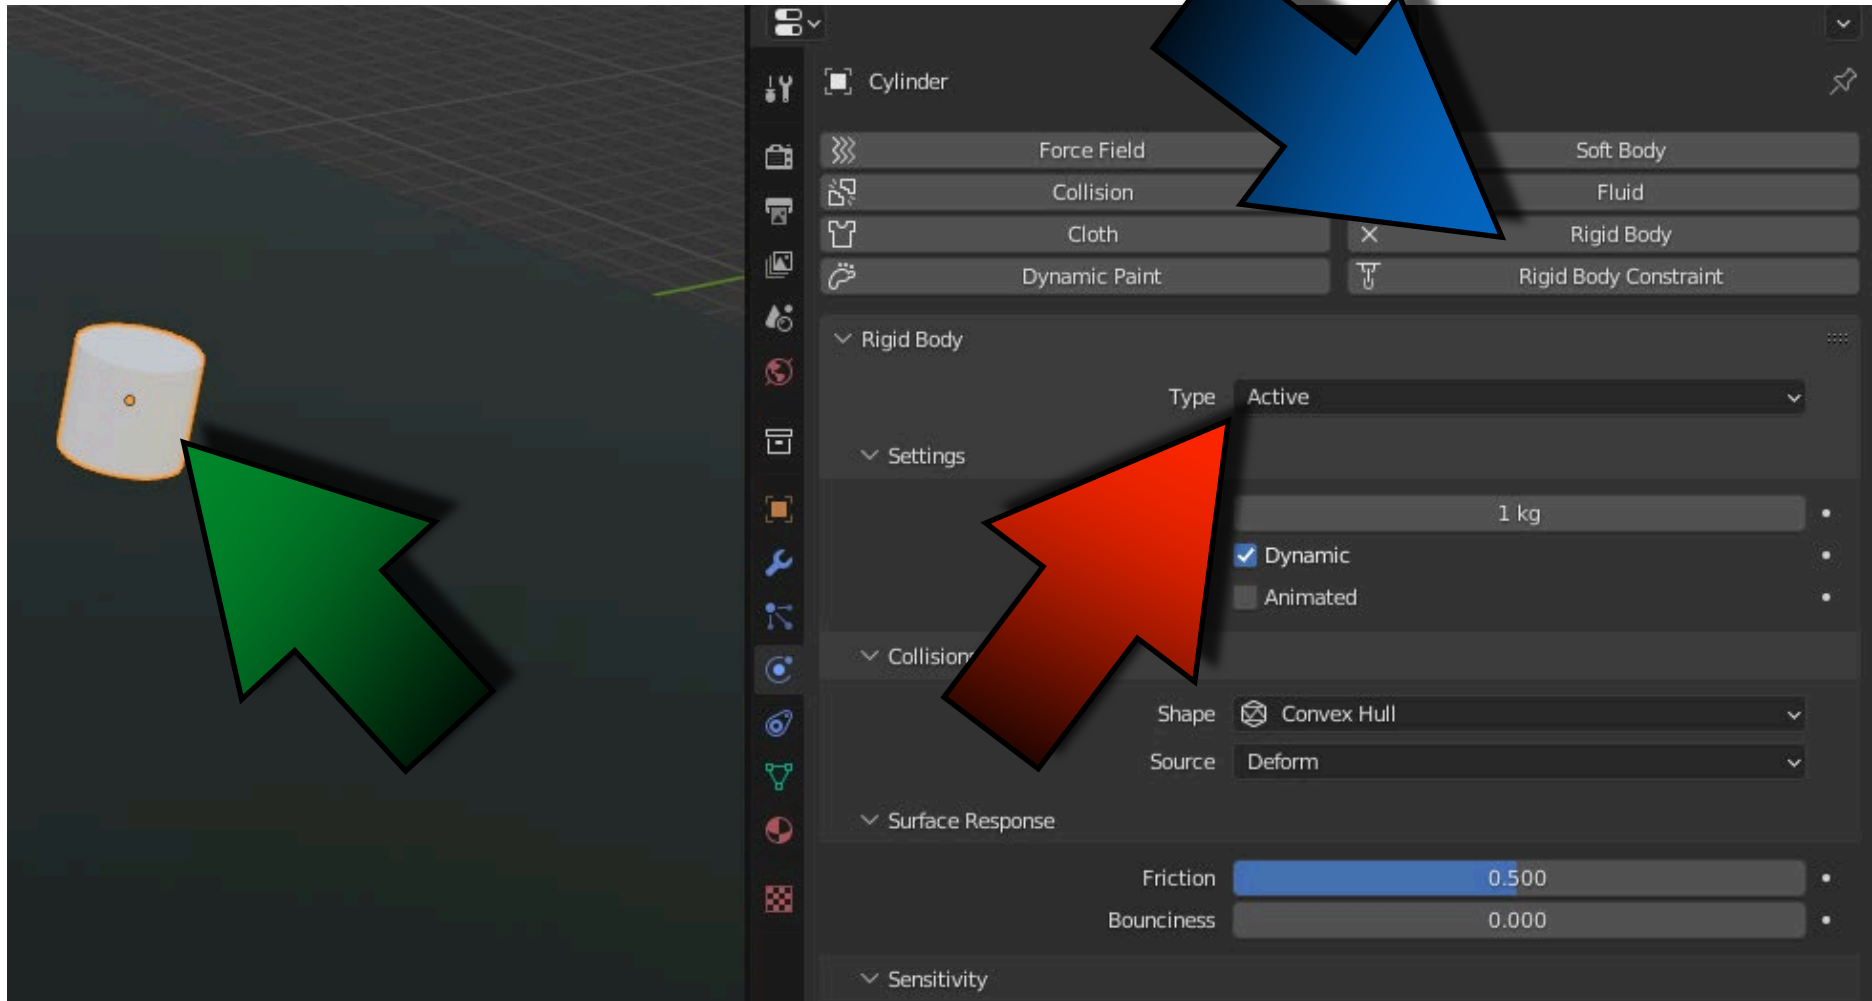 Cylinder
Force Field
Soft Body
Collision
Fluid
Cloth
Rigid Body
Dynamic Paint
Rigid Body Constraint
Rigid Body
Type Active
Settings
1 kg
Dynamic
Animated
Collisions
Shape Convex Hull
Source Deform
Surface Response
Friction 0.500
Bounciness 0.000
Sensitivity